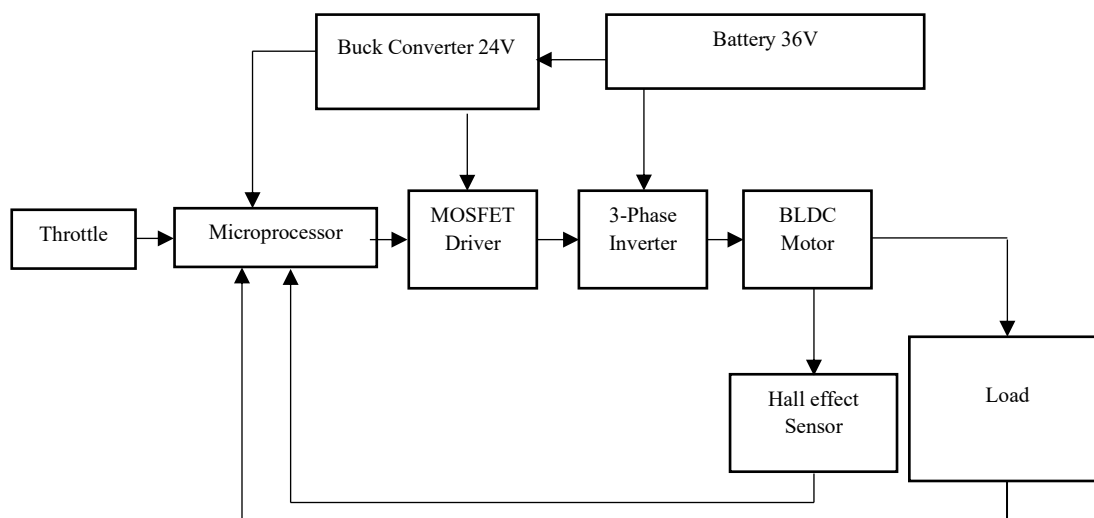 Buck Converter 24V
Battery 36V
Throttle
Microprocessor
MOSFET
Driver
3-Phase
Inverter
BLDC
Motor
Hall effect
Sensor
Load